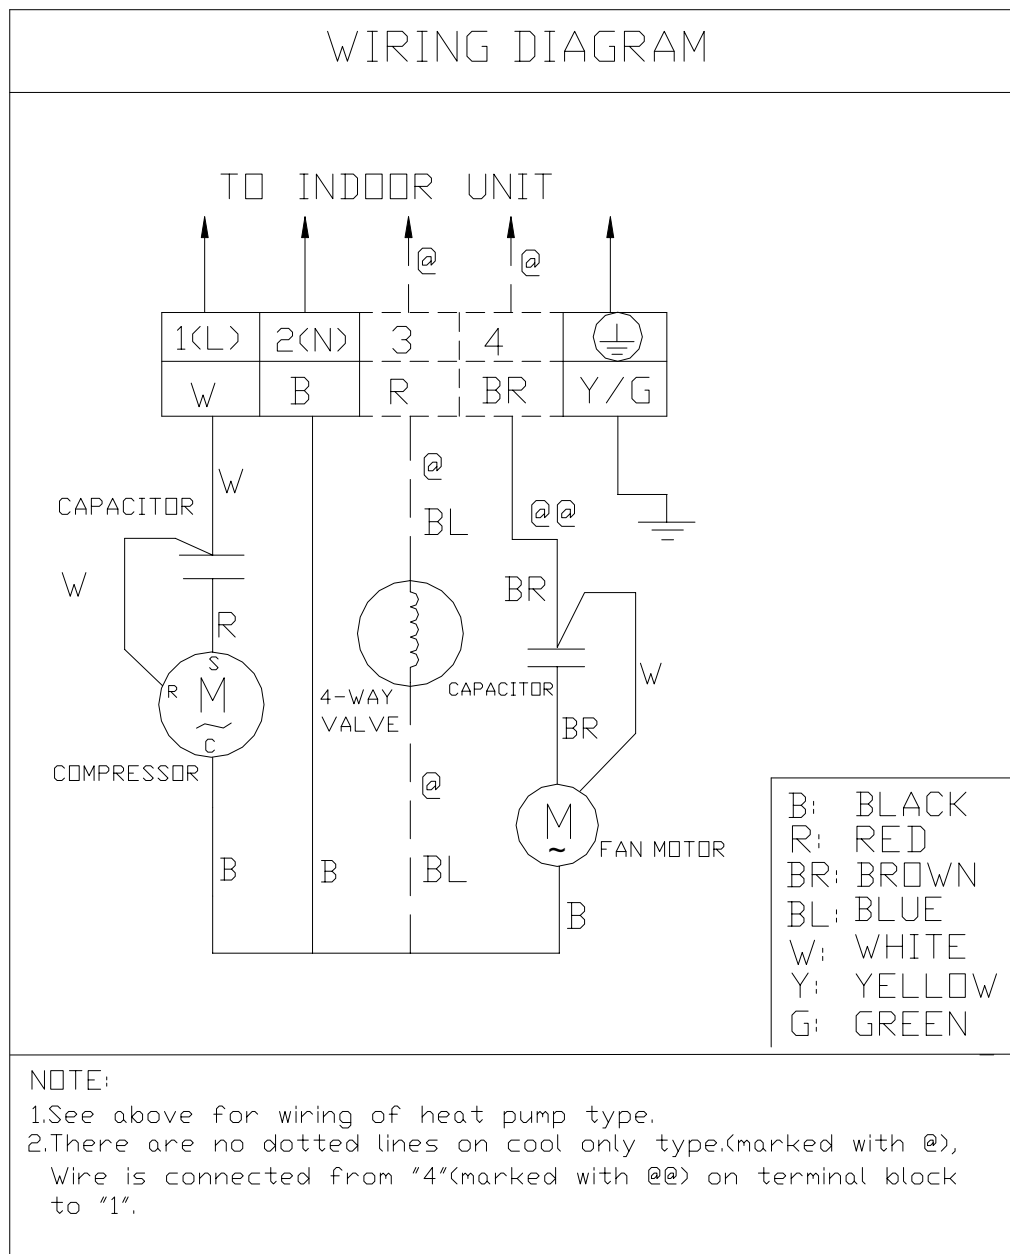 WIRING DIAGRAM
TO INDOOR UNIT
@ @
1(L) 2(N) 3 4
W B R BR Y/G
W
@
BL
@@
CAPACITOR
W
R
BR
S
R
M
C
COMPRESSOR
4-WAY
VALVE
CAPACITOR
W
BR
@
M
~
FAN MOTOR
B
B
BL
B
B: BLACK
R: RED
BR: BROWN
BL: BLUE
W: WHITE
Y: YELLOW
G: GREEN
NOTE:
1.See above for wiring of heat pump type.
2.There are no dotted lines on cool only type.(marked with @),
Wire is connected from "4"(marked with @@) on terminal block
to "1".